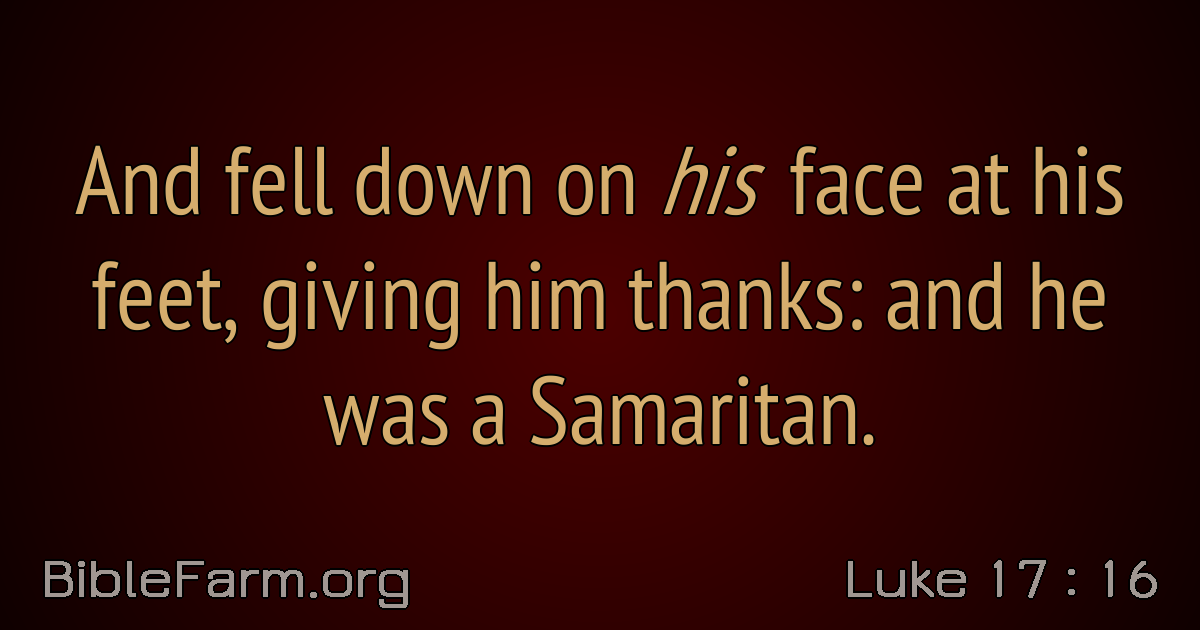 And fell down on his face at his
feet, giving him thanks: and he
was a Samaritan.
BibleFarm.org
Luke 17 : 16